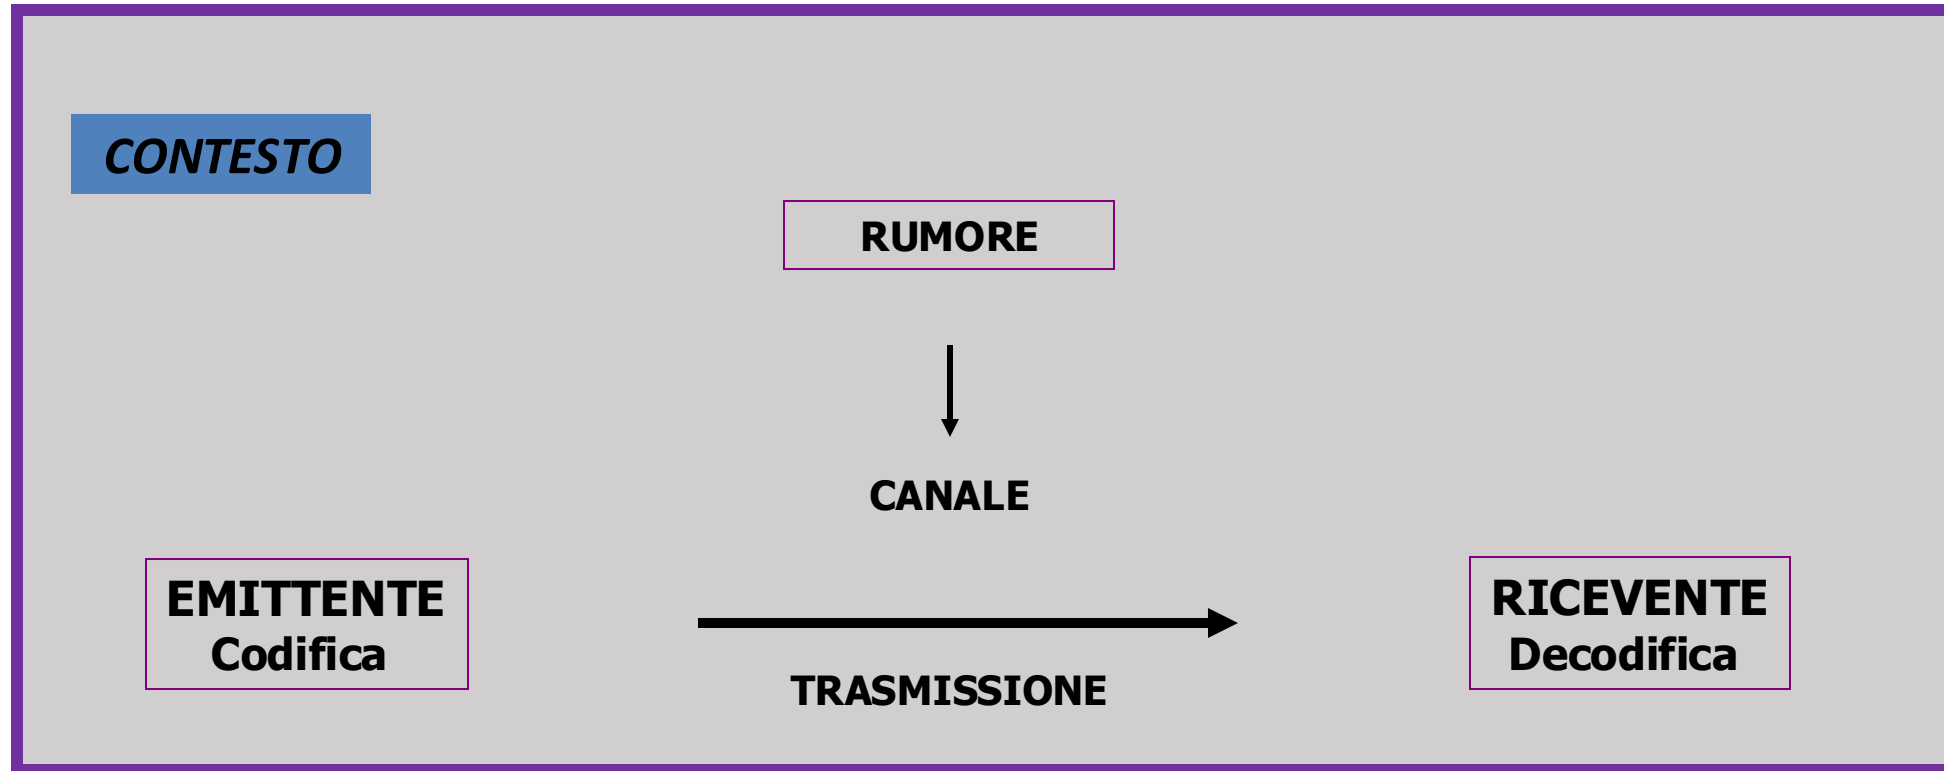 CONTESTO
RUMORE
CANALE
EMITTENTE
Codifica
TRASMISSIONE
RICEVENTE
Decodifica